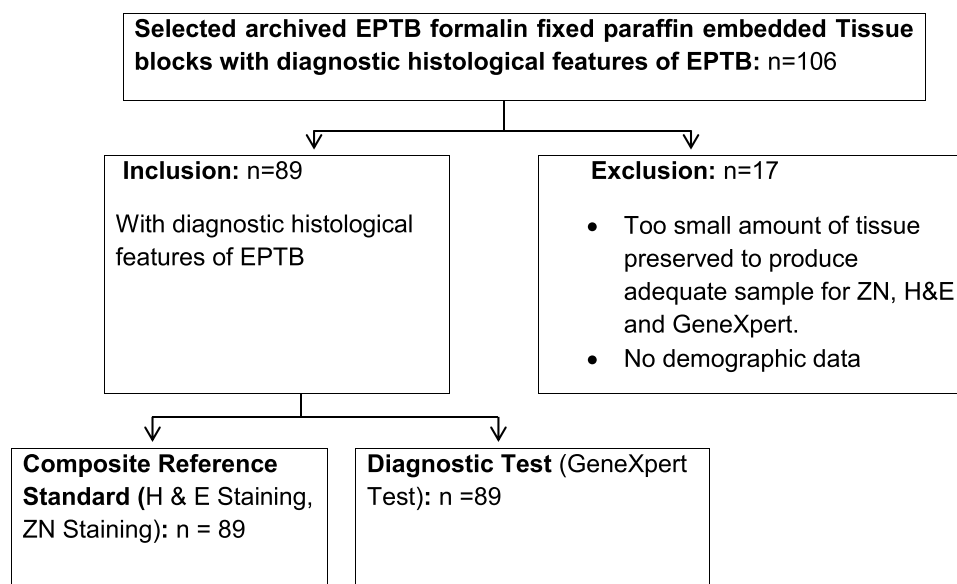 Selected archived EPTB formalin fixed paraffin embedded Tissue
blocks with diagnostic histological features of EPTB: n=106
Inclusion: n=89
With diagnostic histological
features of EPTB
Exclusion: n=17
• Too small amount of tissue
preserved to produce
adequate sample for ZN, H&E
and GeneXpert.
• No demographic data
Composite Reference
Standard (H & E Staining,
ZN Staining): n = 89
Diagnostic Test (GeneXpert
Test): n =89